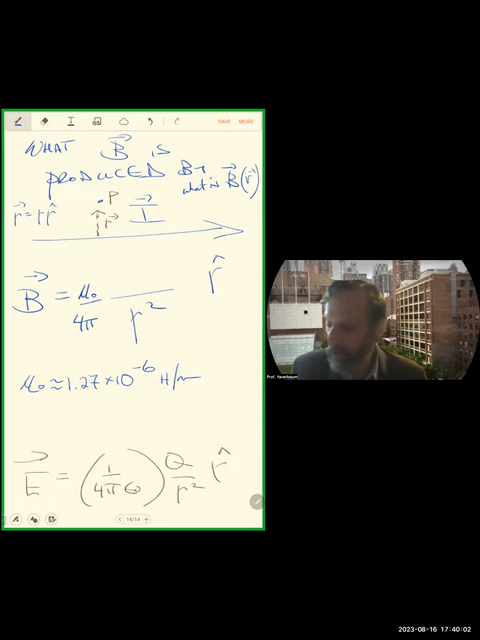 SAVE MORE
WHAT B⃗ IS
PRODUCED BY
what is B⃗(r⃗)
r⃗ = r r̂
P
r⃗
I⃗
B⃗ = μ₀/4π ―/r² r̂
μ₀ ≈ 1.27 × 10⁻⁶ H/m
E⃗ = (1/4πϵ₀) Q/r² r̂
14/14
Prof. Yaverbaum
2023-08-16 17:40:02